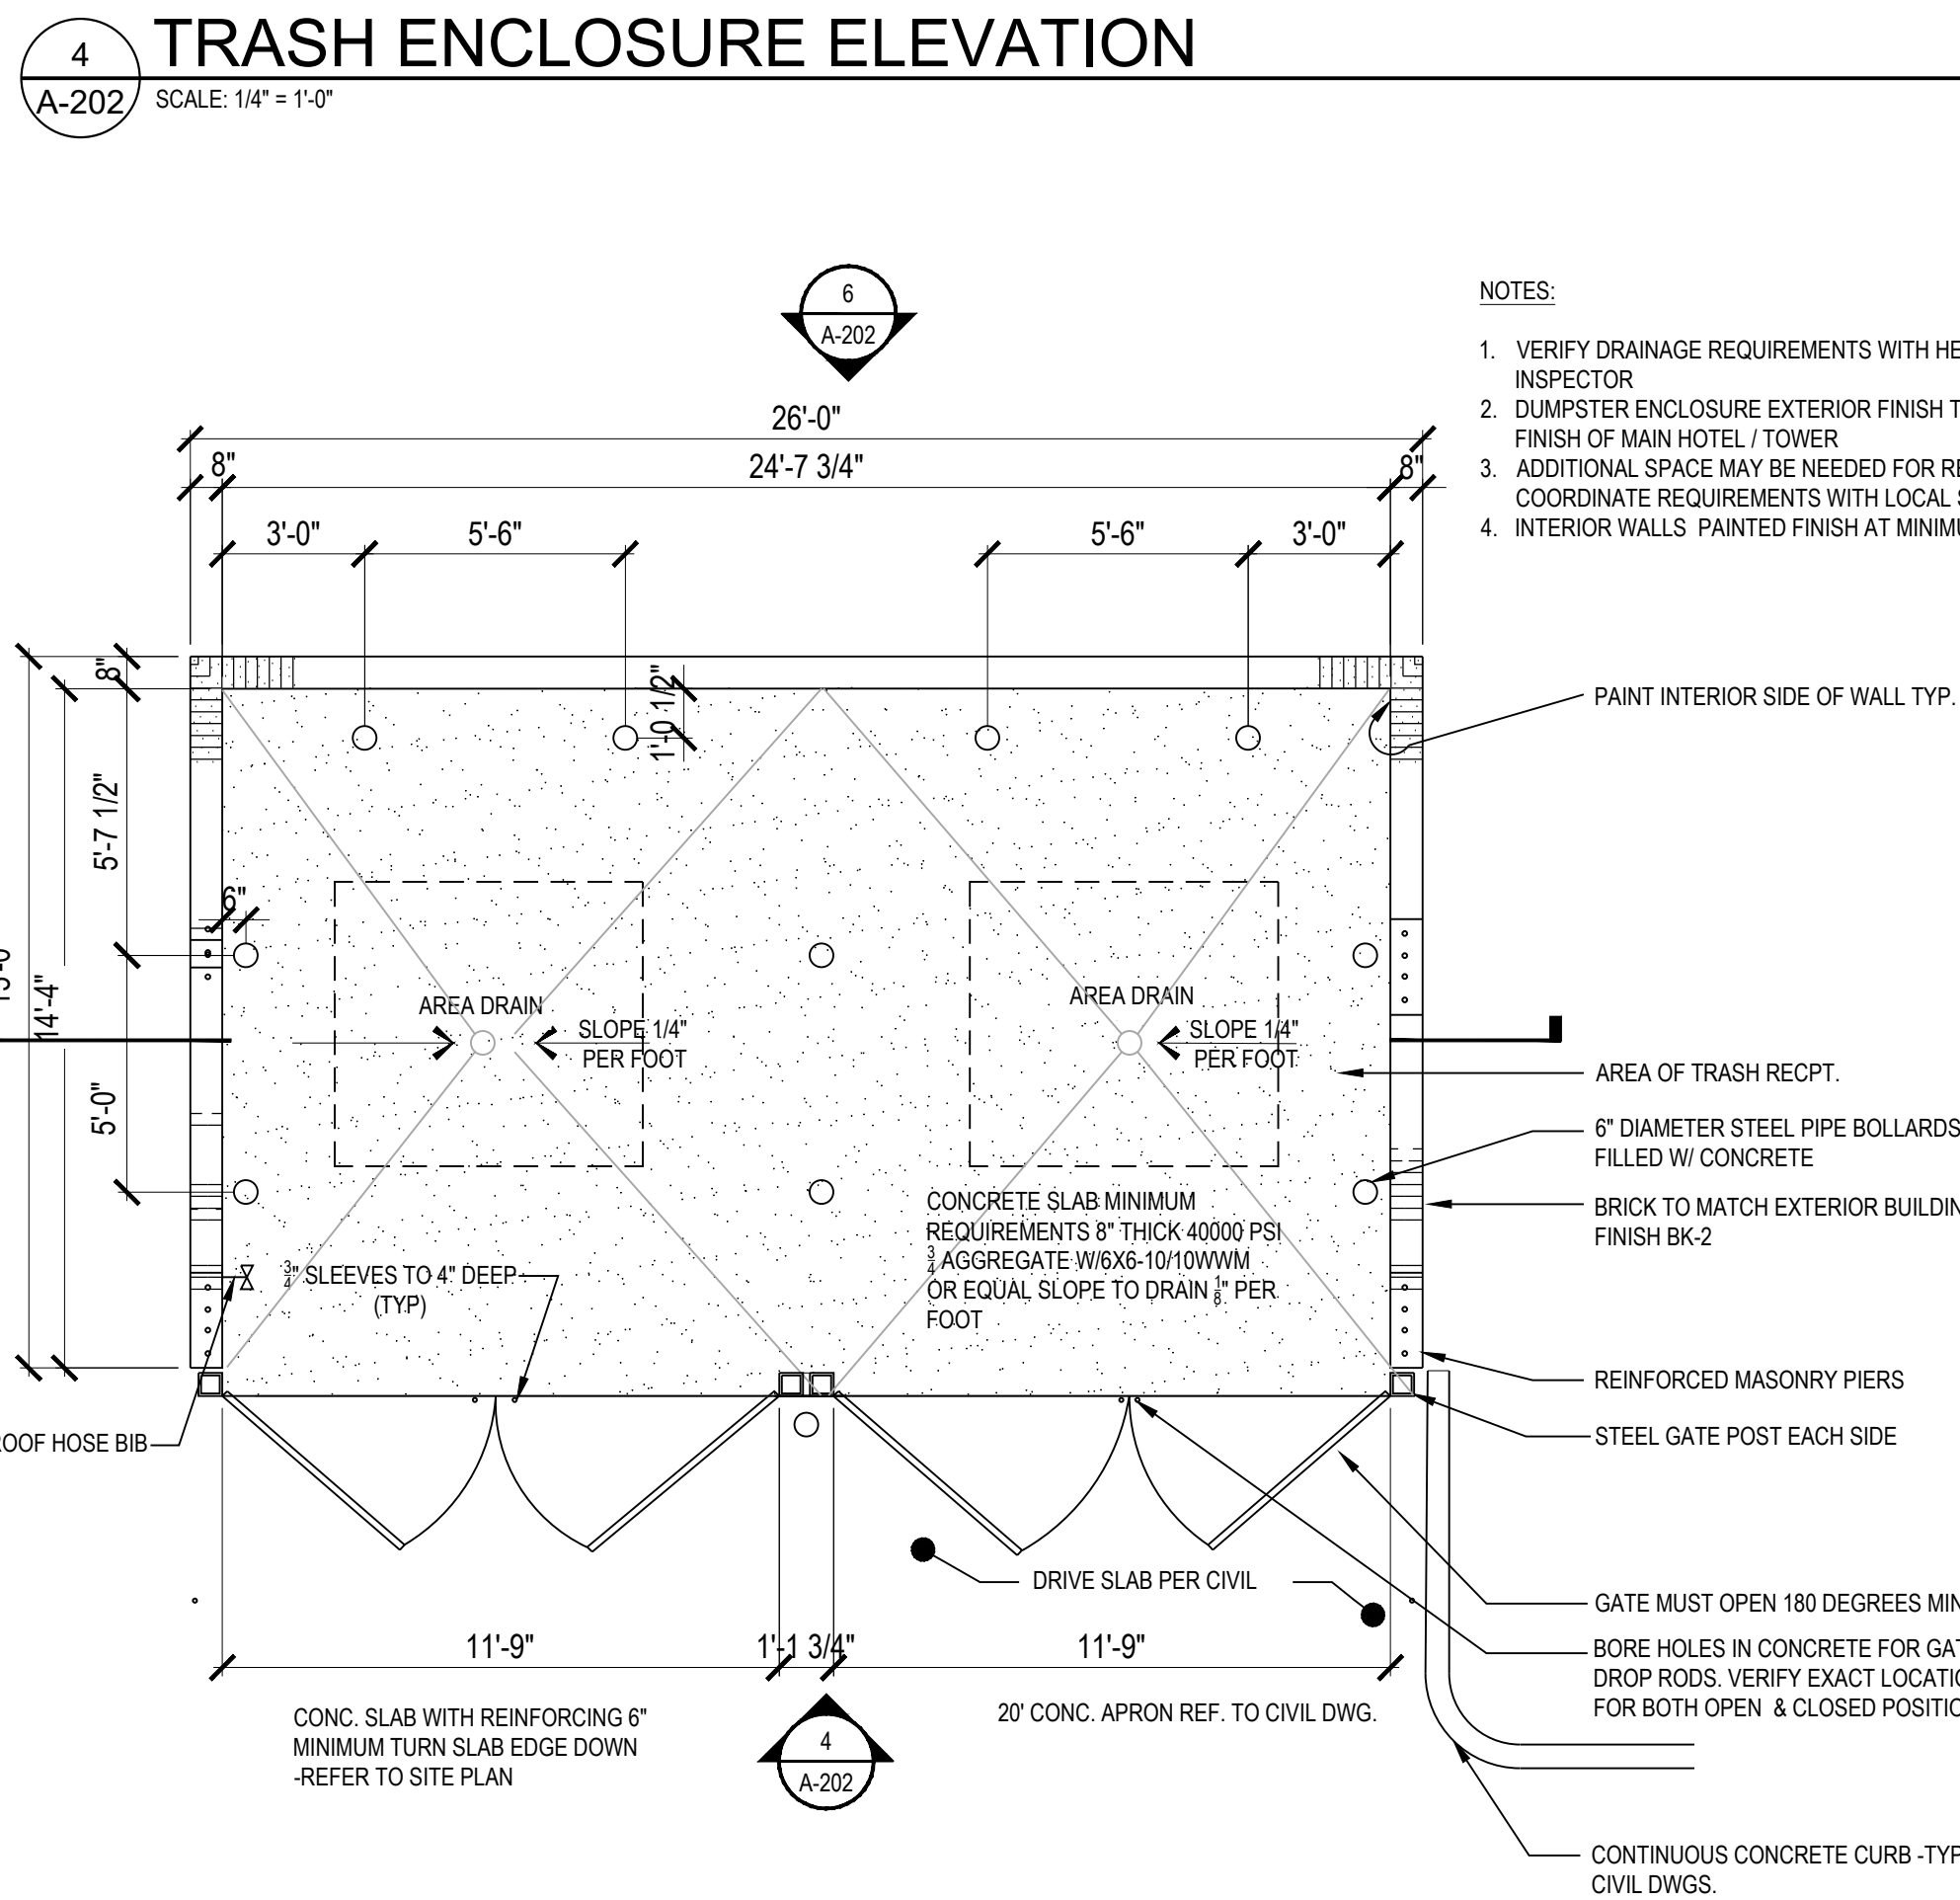 4
A-202
TRASH ENCLOSURE ELEVATION
SCALE: 1/4" = 1'-0"
6
A-202
NOTES:
1. VERIFY DRAINAGE REQUIREMENTS WITH
INSPECTOR
2. DUMPSTER ENCLOSURE EXTERIOR FINISH
FINISH OF MAIN HOTEL / TOWER
3. ADDITIONAL SPACE MAY BE NEEDED FOR
COORDINATE REQUIREMENTS WITH LOCAL
4. INTERIOR WALLS PAINTED FINISH AT
26'-0"
8"
24'-7 3/4"
8"
3'-0"
5'-6"
5'-6"
3'-0"
8"
1'-0 1/2"
PAINT INTERIOR SIDE OF WALL TYP.
5'-7 1/2"
6"
14'-4"
5'-0"
AREA DRAIN
SLOPE 1/4"
PER FOOT
AREA DRAIN
SLOPE 1/4"
PER FOOT
AREA OF TRASH RECPT.
6" DIAMETER STEEL PIPE BOLLARDS
FILLED W/ CONCRETE
BRICK TO MATCH EXTERIOR
FINISH BK-2
CONCRETE SLAB MINIMUM
REQUIREMENTS 8" THICK 40000 PSI
3/4 AGGREGATE W/6X6-10/10WWM
OR EQUAL SLOPE TO DRAIN 1/8" PER
FOOT
3/4" SLEEVES TO 4" DEEP
(TYP)
REINFORCED MASONRY PIERS
STEEL GATE POST EACH SIDE
HOSE BIB
DRIVE SLAB PER CIVIL
GATE MUST OPEN 180 DEGREES
BORE HOLES IN CONCRETE FOR
DROP RODS. VERIFY EXACT
FOR BOTH OPEN & CLOSED
11'-9"
1'-1 3/4"
11'-9"
CONC. SLAB WITH REINFORCING 6"
MINIMUM TURN SLAB EDGE DOWN
-REFER TO SITE PLAN
4
A-202
20' CONC. APRON REF. TO CIVIL DWG.
CONTINUOUS CONCRETE CURB -TYP
CIVIL DWGS.